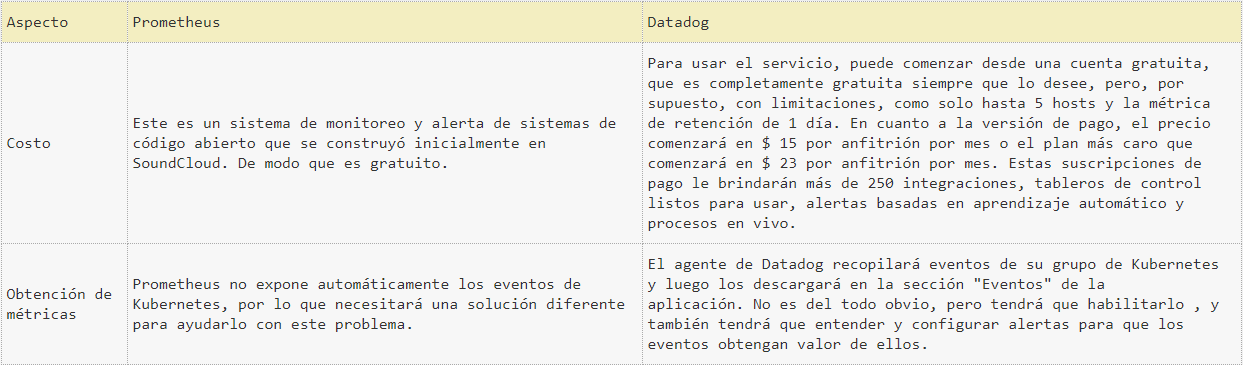 Aspecto
Prometheus
Datadog
Costo
Este es un sistema de monitoreo y alerta de sistemas de
código abierto que se construyó inicialmente en
SoundCloud. De modo que es gratuito.
Para usar el servicio, puede comenzar desde una cuenta gratuita,
que es completamente gratuita siempre que lo desee, pero, por
supuesto, con limitaciones, como solo hasta 5 hosts y la métrica
de retención de 1 día. En cuanto a la versión de pago, el precio
comenzará en $ 15 por anfitrión por mes o el plan más caro que
comenzará en $ 23 por anfitrión por mes. Estas suscripciones de
pago le brindarán más de 250 integraciones, tableros de control
listos para usar, alertas basadas en aprendizaje automático y
procesos en vivo.
Obtención de
métricas
Prometheus no expone automáticamente los eventos de
Kubernetes, por lo que necesitará una solución diferente
para ayudarlo con este problema.
El agente de Datadog recopilará eventos de su grupo de Kubernetes
y luego los descargará en la sección "Eventos" de la
aplicación. No es del todo obvio, pero tendrá que habilitarlo , y
también tendrá que entender y configurar alertas para que los
eventos obtengan valor de ellos.